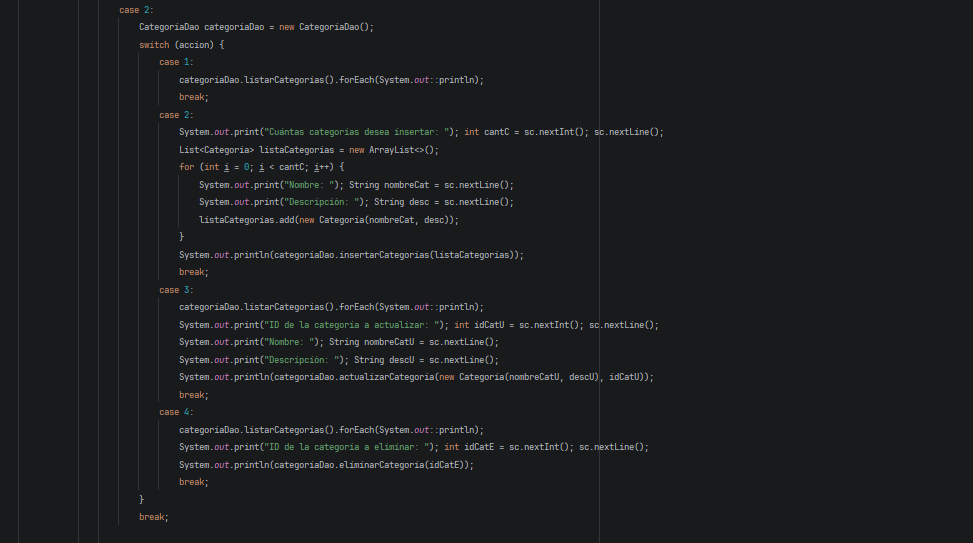 case 2:
CategoriaDao categoriaDao = new CategoriaDao();
switch (accion) {
case 1:
categoriaDao.listarCategorias().forEach(System.out::println);
break;
case 2:
System.out.print("Cuántas categorías desea insertar: "); int cantC = sc.nextInt(); sc.nextLine();
List<Categoria> listaCategorias = new ArrayList<>();
for (int i = 0; i < cantC; i++) {
System.out.print("Nombre: "); String nombreCat = sc.nextLine();
System.out.print("Descripción: "); String desc = sc.nextLine();
listaCategorias.add(new Categoria(nombreCat, desc));
}
System.out.println(categoriaDao.insertarCategorias(listaCategorias));
break;
case 3:
categoriaDao.listarCategorias().forEach(System.out::println);
System.out.print("ID de la categoría a actualizar: "); int idCatU = sc.nextInt(); sc.nextLine();
System.out.print("Nombre: "); String nombreCatU = sc.nextLine();
System.out.print("Descripción: "); String descU = sc.nextLine();
System.out.println(categoriaDao.actualizarCategoria(new Categoria(nombreCatU, descU), idCatU));
break;
case 4:
categoriaDao.listarCategorias().forEach(System.out::println);
System.out.print("ID de la categoría a eliminar: "); int idCatE = sc.nextInt(); sc.nextLine();
System.out.println(categoriaDao.eliminarCategoria(idCatE));
break;
}
break;